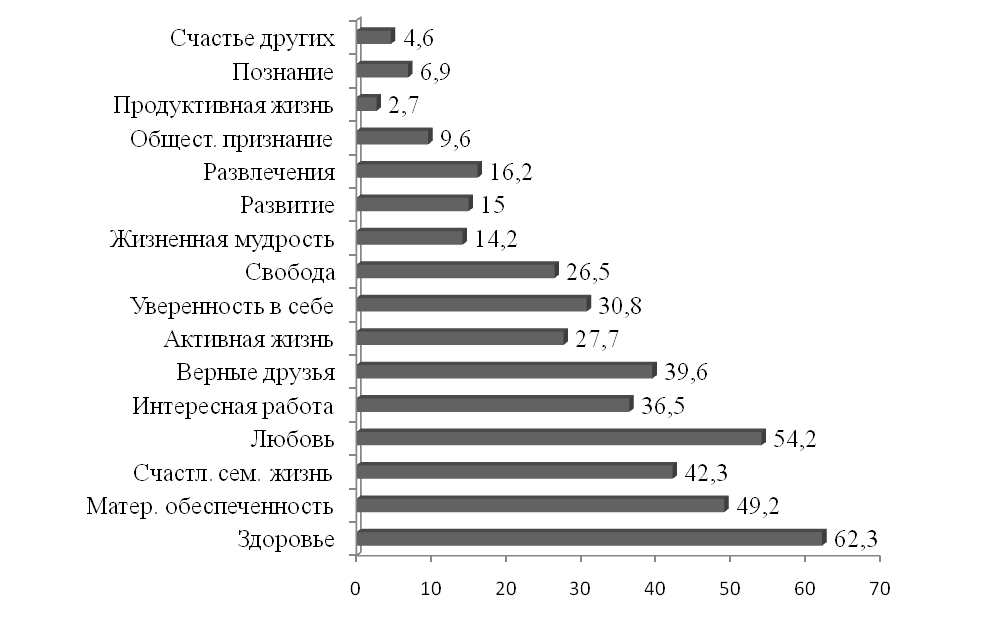 Счастье других 4,6
Познание 6,9
Продуктивная жизнь 2,7
Общест. признание 9,6
Развлечения 16,2
Развитие 15
Жизненная мудрость 14,2
Свобода 26,5
Уверенность в себе 30,8
Активная жизнь 27,7
Верные друзья 39,6
Интересная работа 36,5
Любовь 54,2
Счастл. сем. жизнь 42,3
Матер. обеспеченность 49,2
Здоровье 62,3
0 10 20 30 40 50 60 70